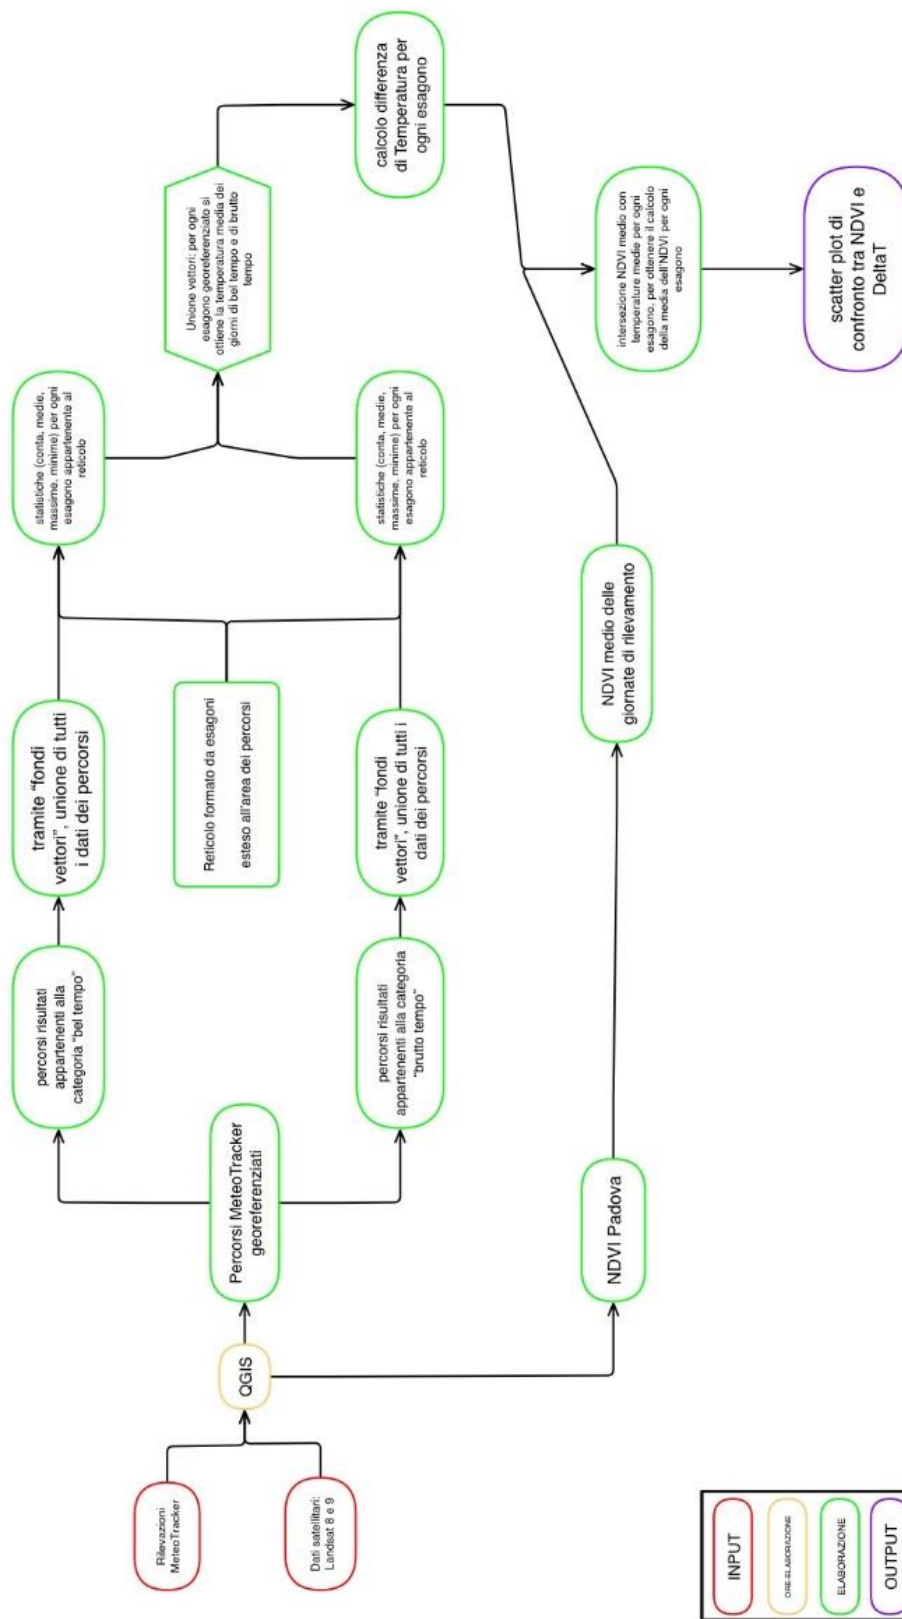 Rilevazioni
MeteoTracker
Dati satellitari:
Landsat 8 e 9
QGIS
Percorsi MeteoTracker
georeferenziati
percorsi risultati
appartenenti alla
categoria "bel tempo"
percorsi risultati
appartenenti alla categoria
"brutto tempo"
tramite "fondi
vettori", unione di tutti
i dati dei percorsi
Reticolo formato da esagoni
esteso all'area dei percorsi
tramite "fondi
vettori", unione di tutti i
dati dei percorsi
statistiche (conta, medie,
massime, minime) per ogni
esagono appartenente al
reticolo
statistiche (conta, medie,
massime, minime) per ogni
esagono appartenente al
reticolo
Unione vettori: per ogni
esagono georeferenziato si
ottiene la temperatura media dei
giorni di bel tempo e di brutto
tempo
calcolo differenza
di Temperatura per
ogni esagono
NDVI Padova
NDVI medio delle
giornate di rilevamento
intersezione NDVI medio con
temperature medie per ogni
esagono, per ottenere il calcolo
della media dell'NDVI per ogni
esagono
scatter plot di
confronto tra NDVI e
DeltaT
INPUT
ELABORAZIONE
OUTPUT